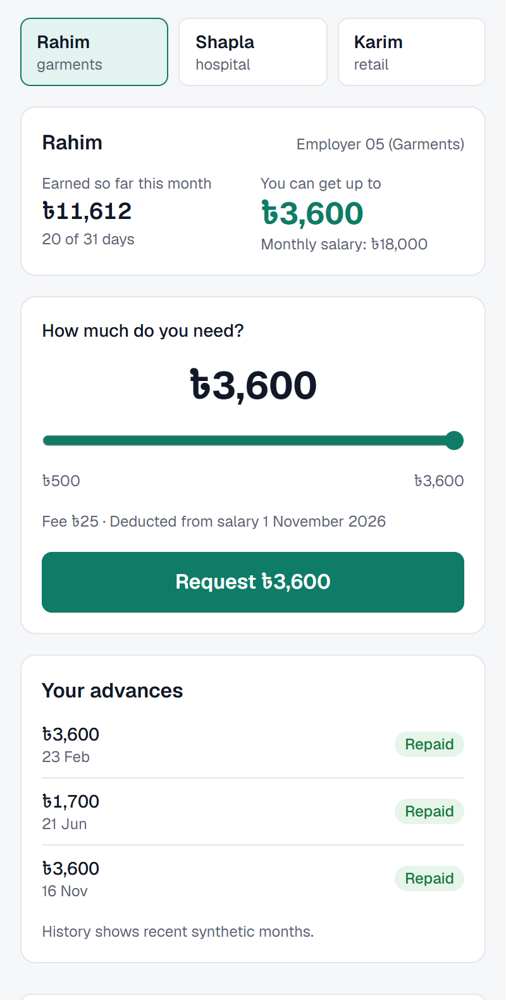 Rahim
garments
Shapla
hospital
Karim
retail
Rahim
Employer 05 (Garments)
Earned so far this month
৳11,612
20 of 31 days
You can get up to
৳3,600
Monthly salary: ৳18,000
How much do you need?
৳3,600
৳500
৳3,600
Fee ৳25 · Deducted from salary 1 November 2026
Request ৳3,600
Your advances
৳3,600
23 Feb
Repaid
৳1,700
21 Jun
Repaid
৳3,600
16 Nov
Repaid
History shows recent synthetic months.